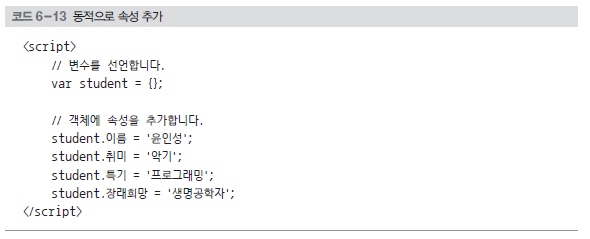 코드 6-13 동적으로 속성 추가
<script>
// 변수를 선언합니다.
var student = {};
// 객체에 속성을 추가합니다.
student.이름 = '윤인성';
student.취미 = '악기';
student.특기 = '프로그래밍';
student.장래희망 = '생명공학자';
</script>